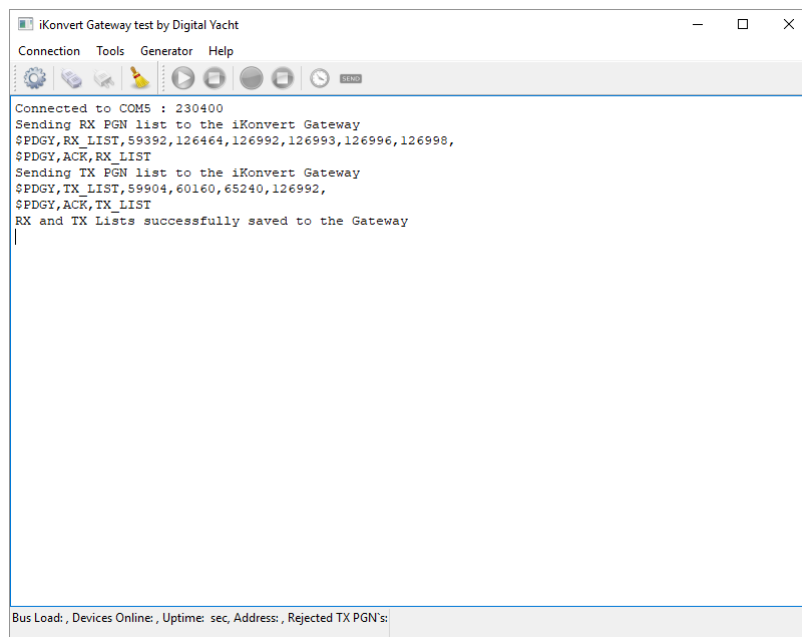 iKonvert Gateway test by Digital Yacht
Connection Tools Generator Help
SEND
Connected to COM5 : 230400
Sending RX PGN list to the iKonvert Gateway
$PDGY,RX_LIST,59392,126464,126992,126993,126996,126998,
$PDGY,ACK,RX_LIST
Sending TX PGN list to the iKonvert Gateway
$PDGY,TX_LIST,59904,60160,65240,126992,
$PDGY,ACK,TX_LIST
RX and TX Lists successfully saved to the Gateway
Bus Load: , Devices Online: , Uptime: sec, Address: , Rejected TX PGN`s: